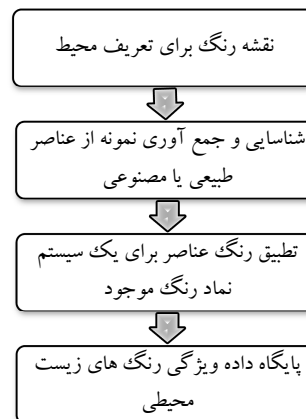 نقشه رنگ برای تعریف محیط
شناسایی و جمع آوری نمونه از عناصر
طبیعی یا مصنوعی
تطبیق رنگ عناصر برای یک سیستم
نماد رنگ موجود
پایگاه داده ویژگی رنگ های زیست
محیطی